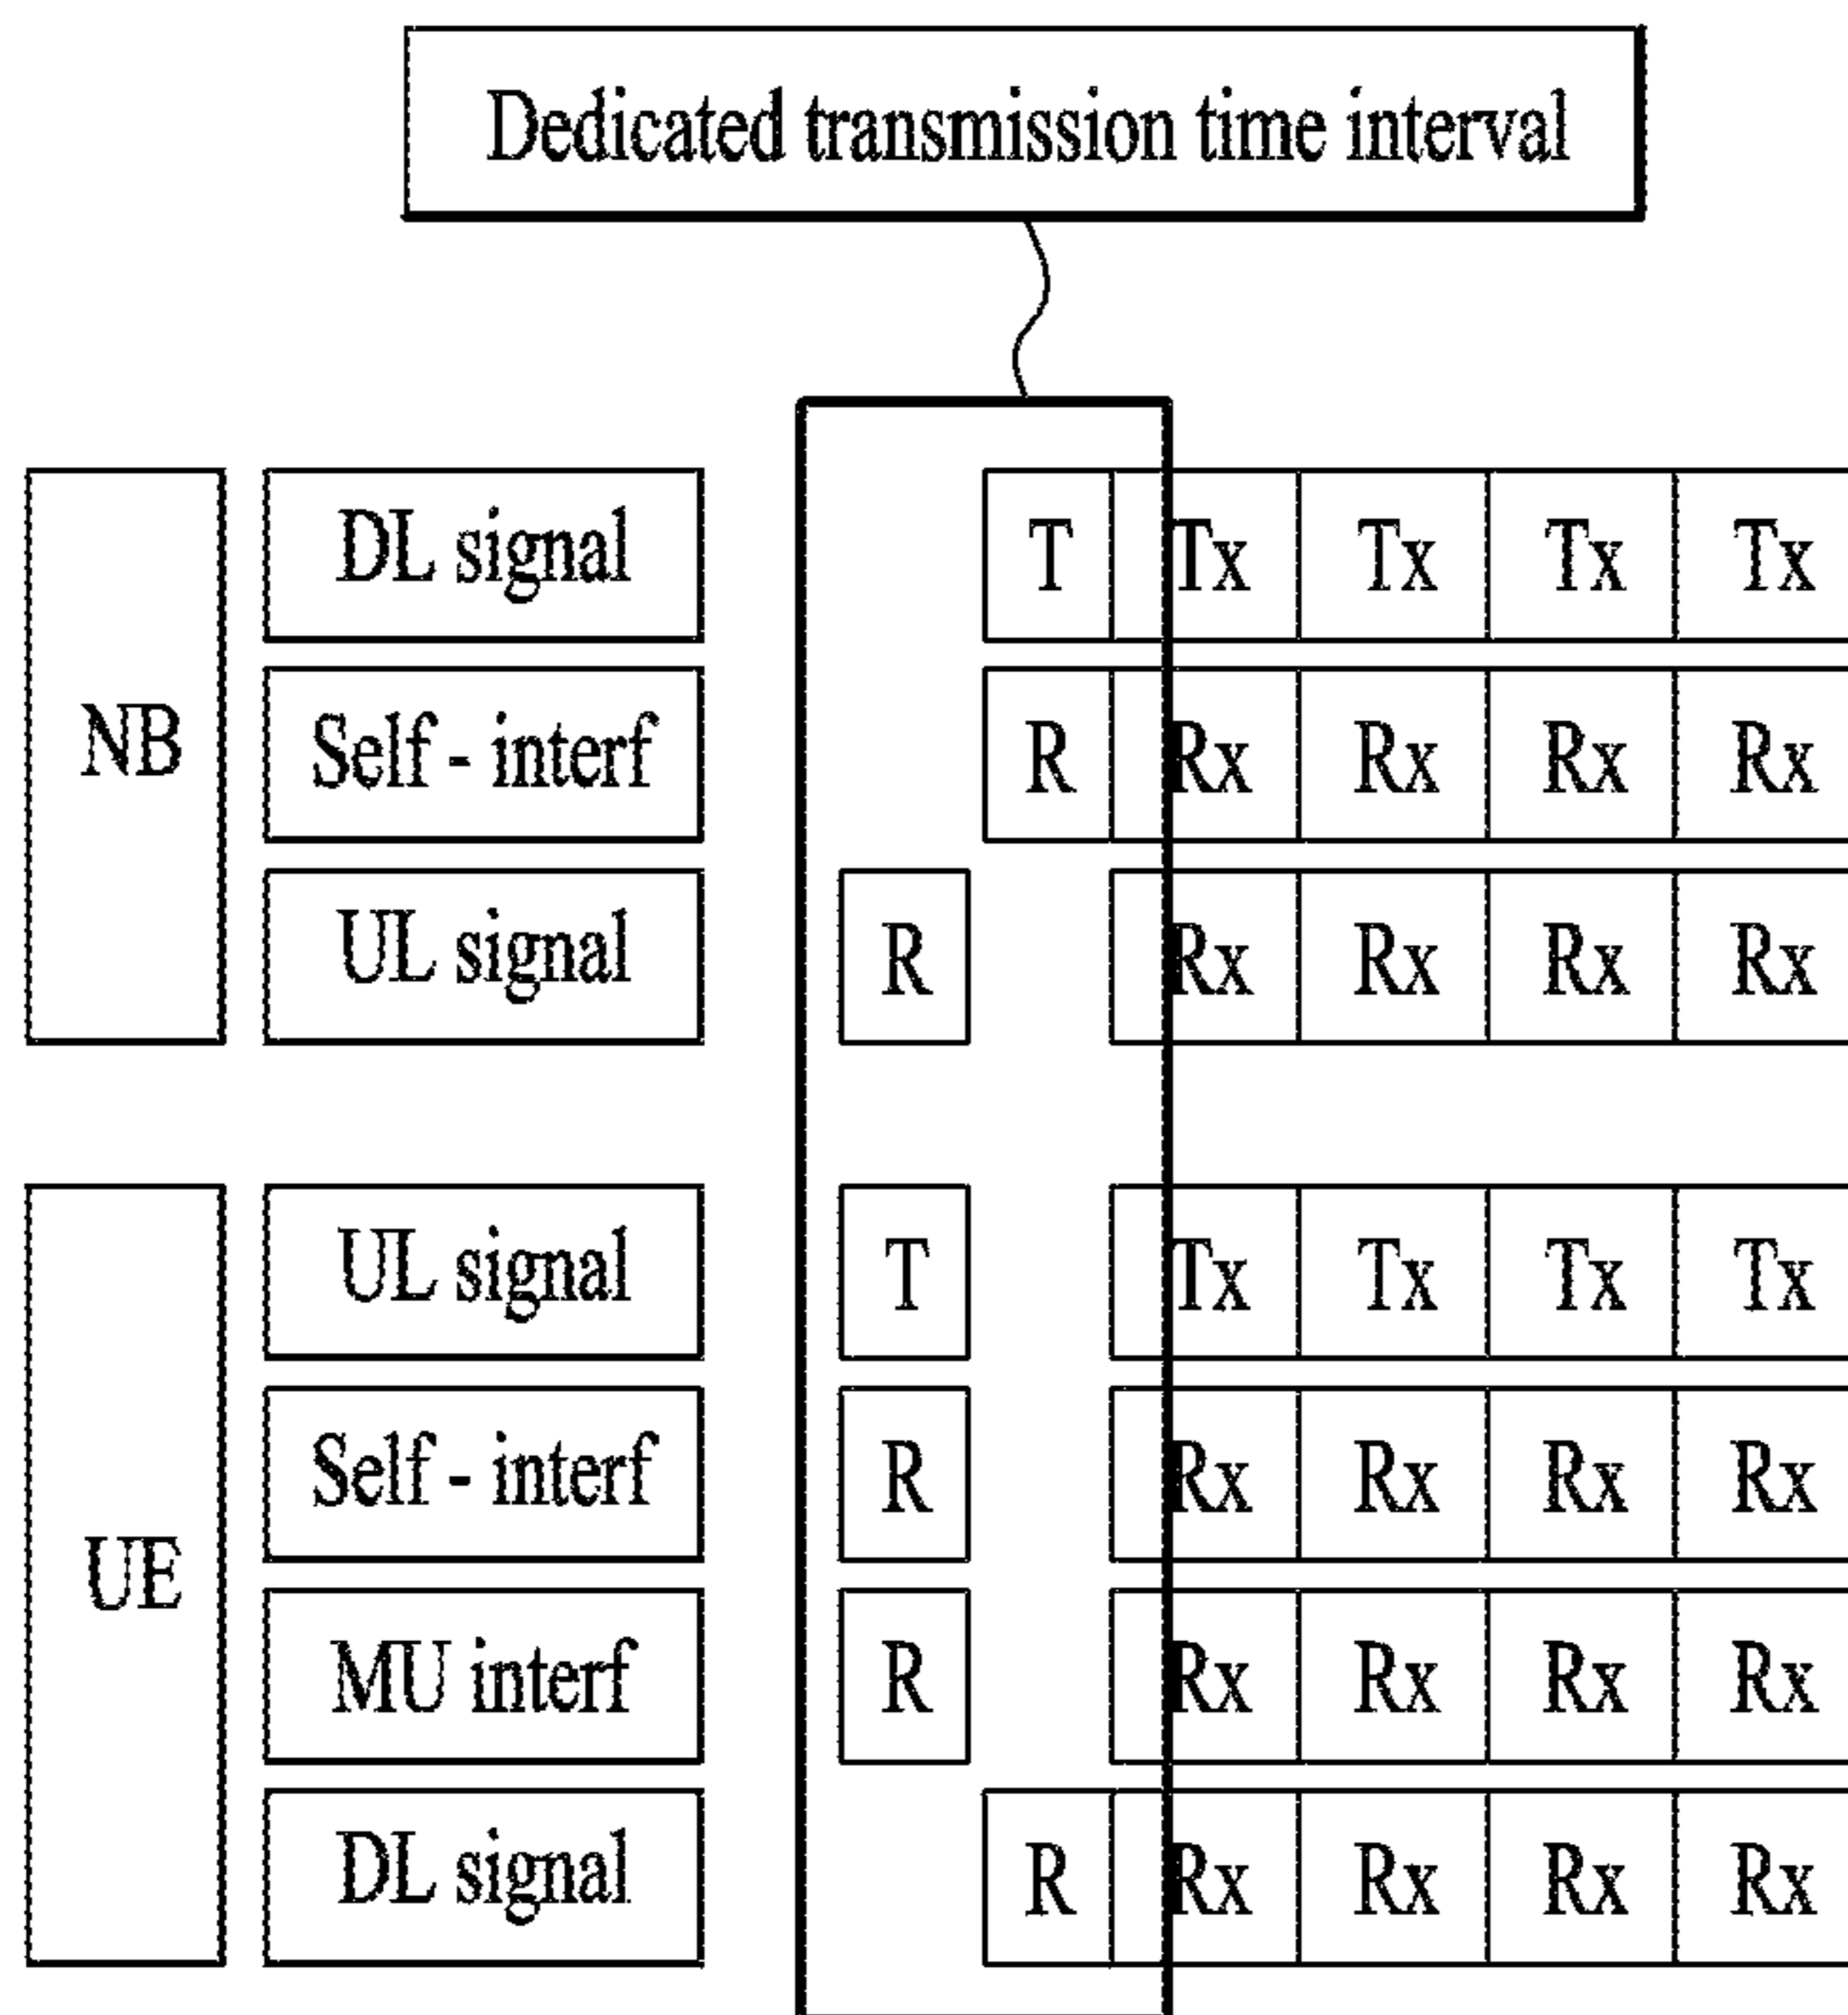 Dedicated transmission time interval
NB
DL signal T Tx Tx Tx Tx
Self - interf R Rx Rx Rx Rx
UL signal R Rx Rx Rx Rx
UE
UL signal T Tx Tx Tx Tx
Self - interf R Rx Rx Rx Rx
MU interf R Rx Rx Rx Rx
DL signal R Rx Rx Rx Rx